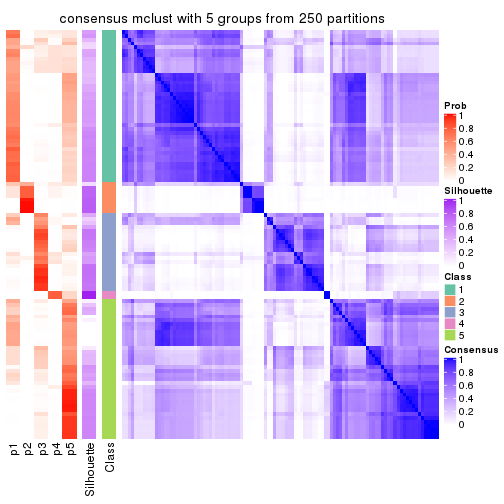 consensus mclust with 5 groups from 250 partitions
Prob
1
0.8
0.6
0.4
0.2
0
Silhouette
1
0.8
0.6
0.4
0.2
0
Class
1
2
3
4
5
Consensus
1
0.8
0.6
0.4
0.2
0
p1
p2
p3
p4
p5
Silhouette
Class